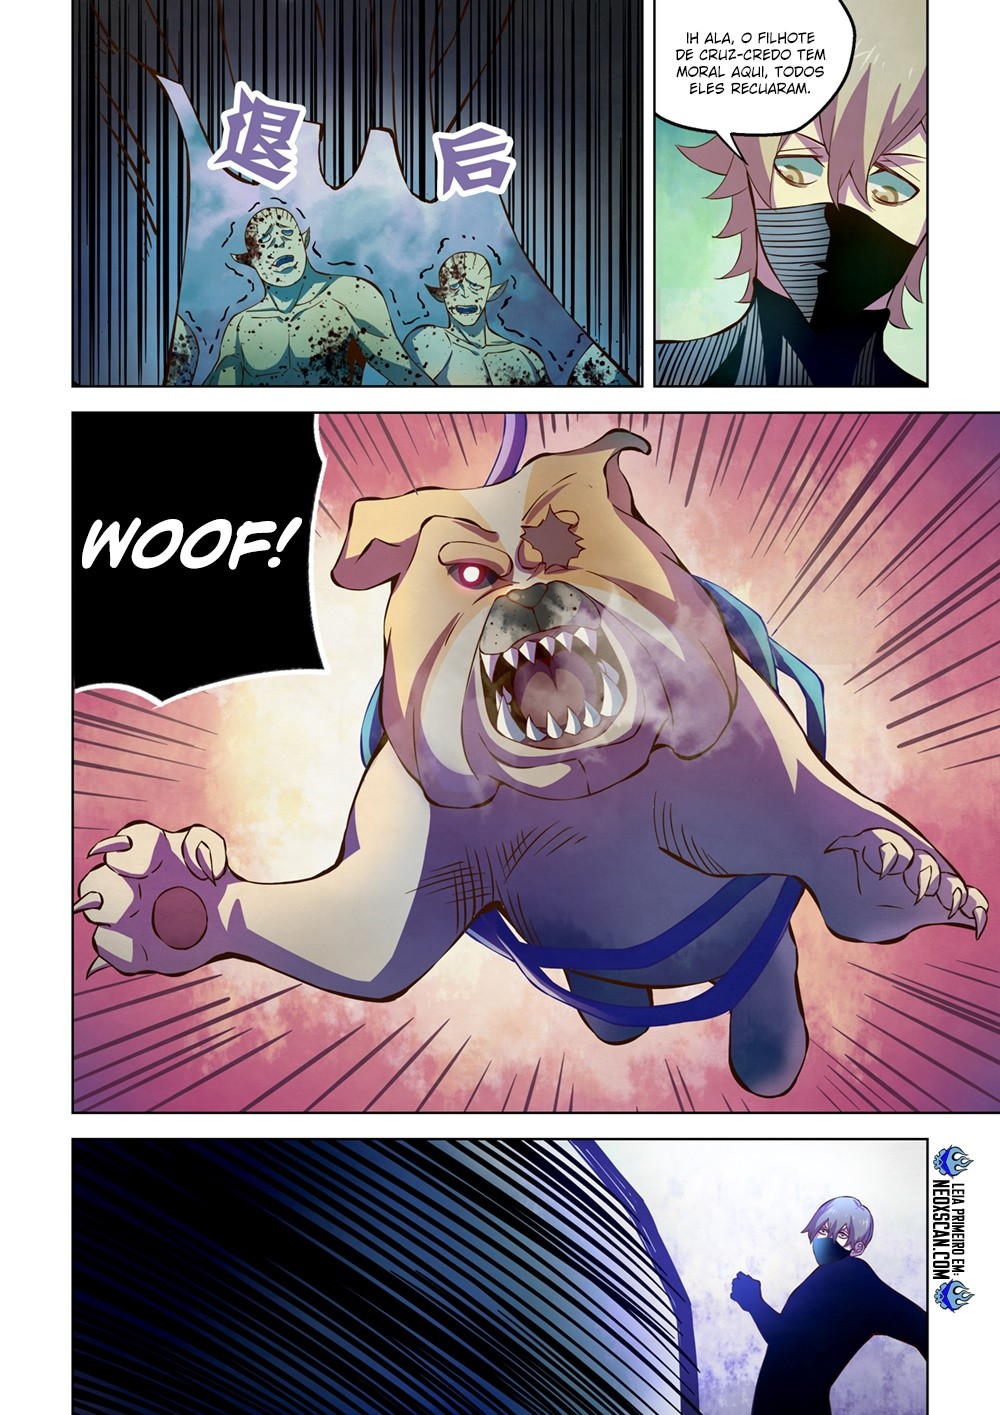 退
后
IH ALA, O FILHOTE
DE CRUZ-CREDO TEM
MORAL AQUI, TODOS
ELES RECUARAM.
WOOF!
LEIA PRIMEIRO EM:
NEOXSCAN.COM